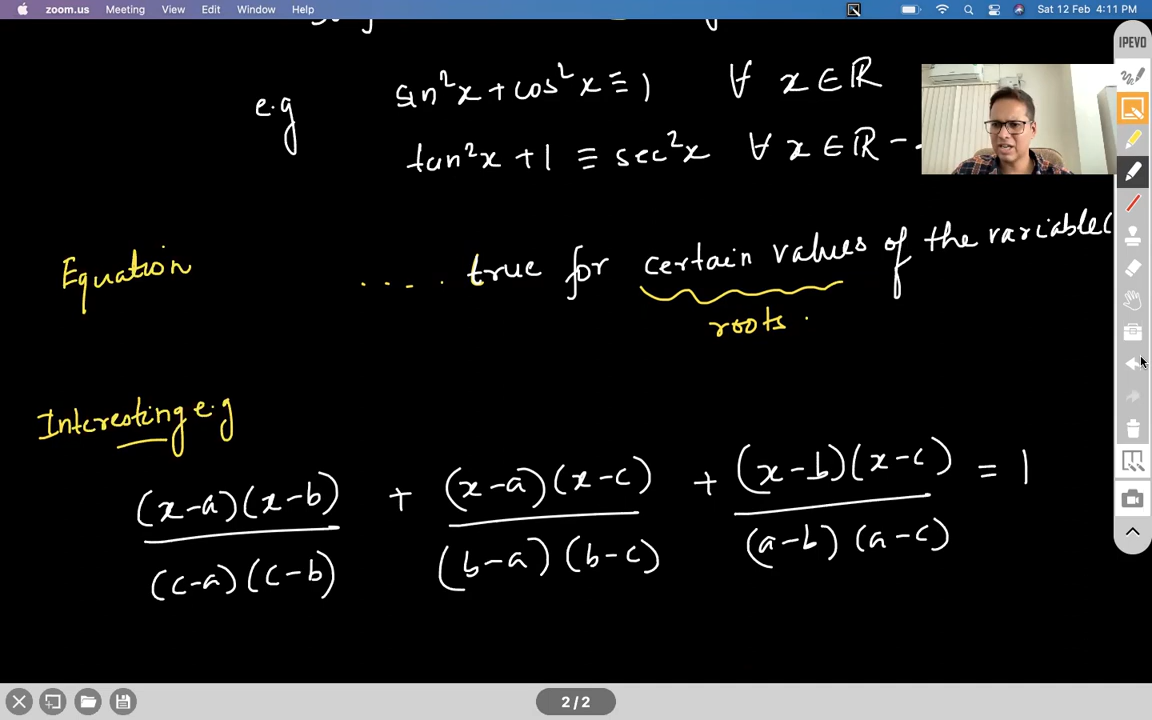 zoom.us Meeting View Edit Window Help Sat 12 Feb 4:11 PM
IPEVO
e.g sin²x + cos²x ≡ 1 ∀ x ∈ ℝ
tan²x + 1 ≡ sec²x ∀ x ∈ ℝ -
Equation .... true for certain values of the variable(
roots.
Interesting e.g
(x-a)(x-b)/(c-a)(c-b) + (x-a)(x-c)/(b-a)(b-c) + (x-b)(x-c)/(a-b)(a-c) = 1
2/2